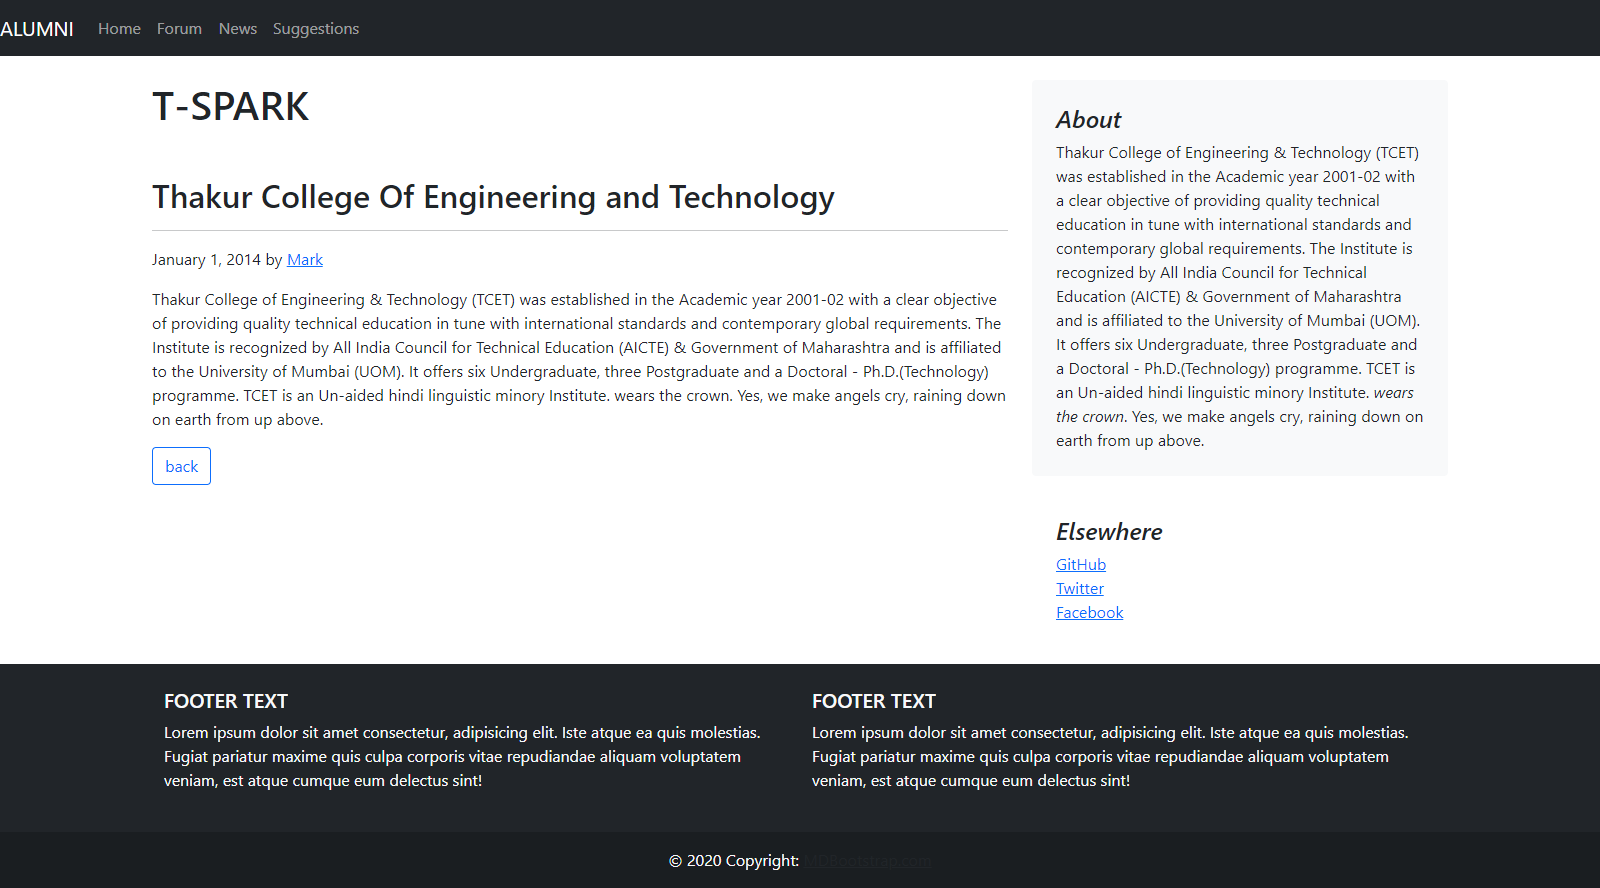 ALUMNI Home Forum News Suggestions
T-SPARK
Thakur College Of Engineering and Technology
January 1, 2014 by Mark
Thakur College of Engineering & Technology (TCET) was established in the Academic year 2001-02 with a clear objective
of providing quality technical education in tune with international standards and contemporary global requirements. The
Institute is recognized by All India Council for Technical Education (AICTE) & Government of Maharashtra and is affiliated
to the University of Mumbai (UOM). It offers six Undergraduate, three Postgraduate and a Doctoral - Ph.D.(Technology)
programme. TCET is an Un-aided hindi linguistic minory Institute. wears the crown. Yes, we make angels cry, raining down
on earth from up above.
back
About
Thakur College of Engineering & Technology (TCET)
was established in the Academic year 2001-02 with
a clear objective of providing quality technical
education in tune with international standards and
contemporary global requirements. The Institute is
recognized by All India Council for Technical
Education (AICTE) & Government of Maharashtra
and is affiliated to the University of Mumbai (UOM).
It offers six Undergraduate, three Postgraduate and
a Doctoral - Ph.D.(Technology) programme. TCET is
an Un-aided hindi linguistic minory Institute. wears
the crown. Yes, we make angels cry, raining down on
earth from up above.
Elsewhere
GitHub
Twitter
Facebook
FOOTER TEXT
Lorem ipsum dolor sit amet consectetur, adipisicing elit. Iste atque ea quis molestias.
Fugiat pariatur maxime quis culpa corporis vitae repudiandae aliquam voluptatem
veniam, est atque cumque eum delectus sint!
FOOTER TEXT
Lorem ipsum dolor sit amet consectetur, adipisicing elit. Iste atque ea quis molestias.
Fugiat pariatur maxime quis culpa corporis vitae repudiandae aliquam voluptatem
veniam, est atque cumque eum delectus sint!
© 2020 Copyright: MDBootstrap.com